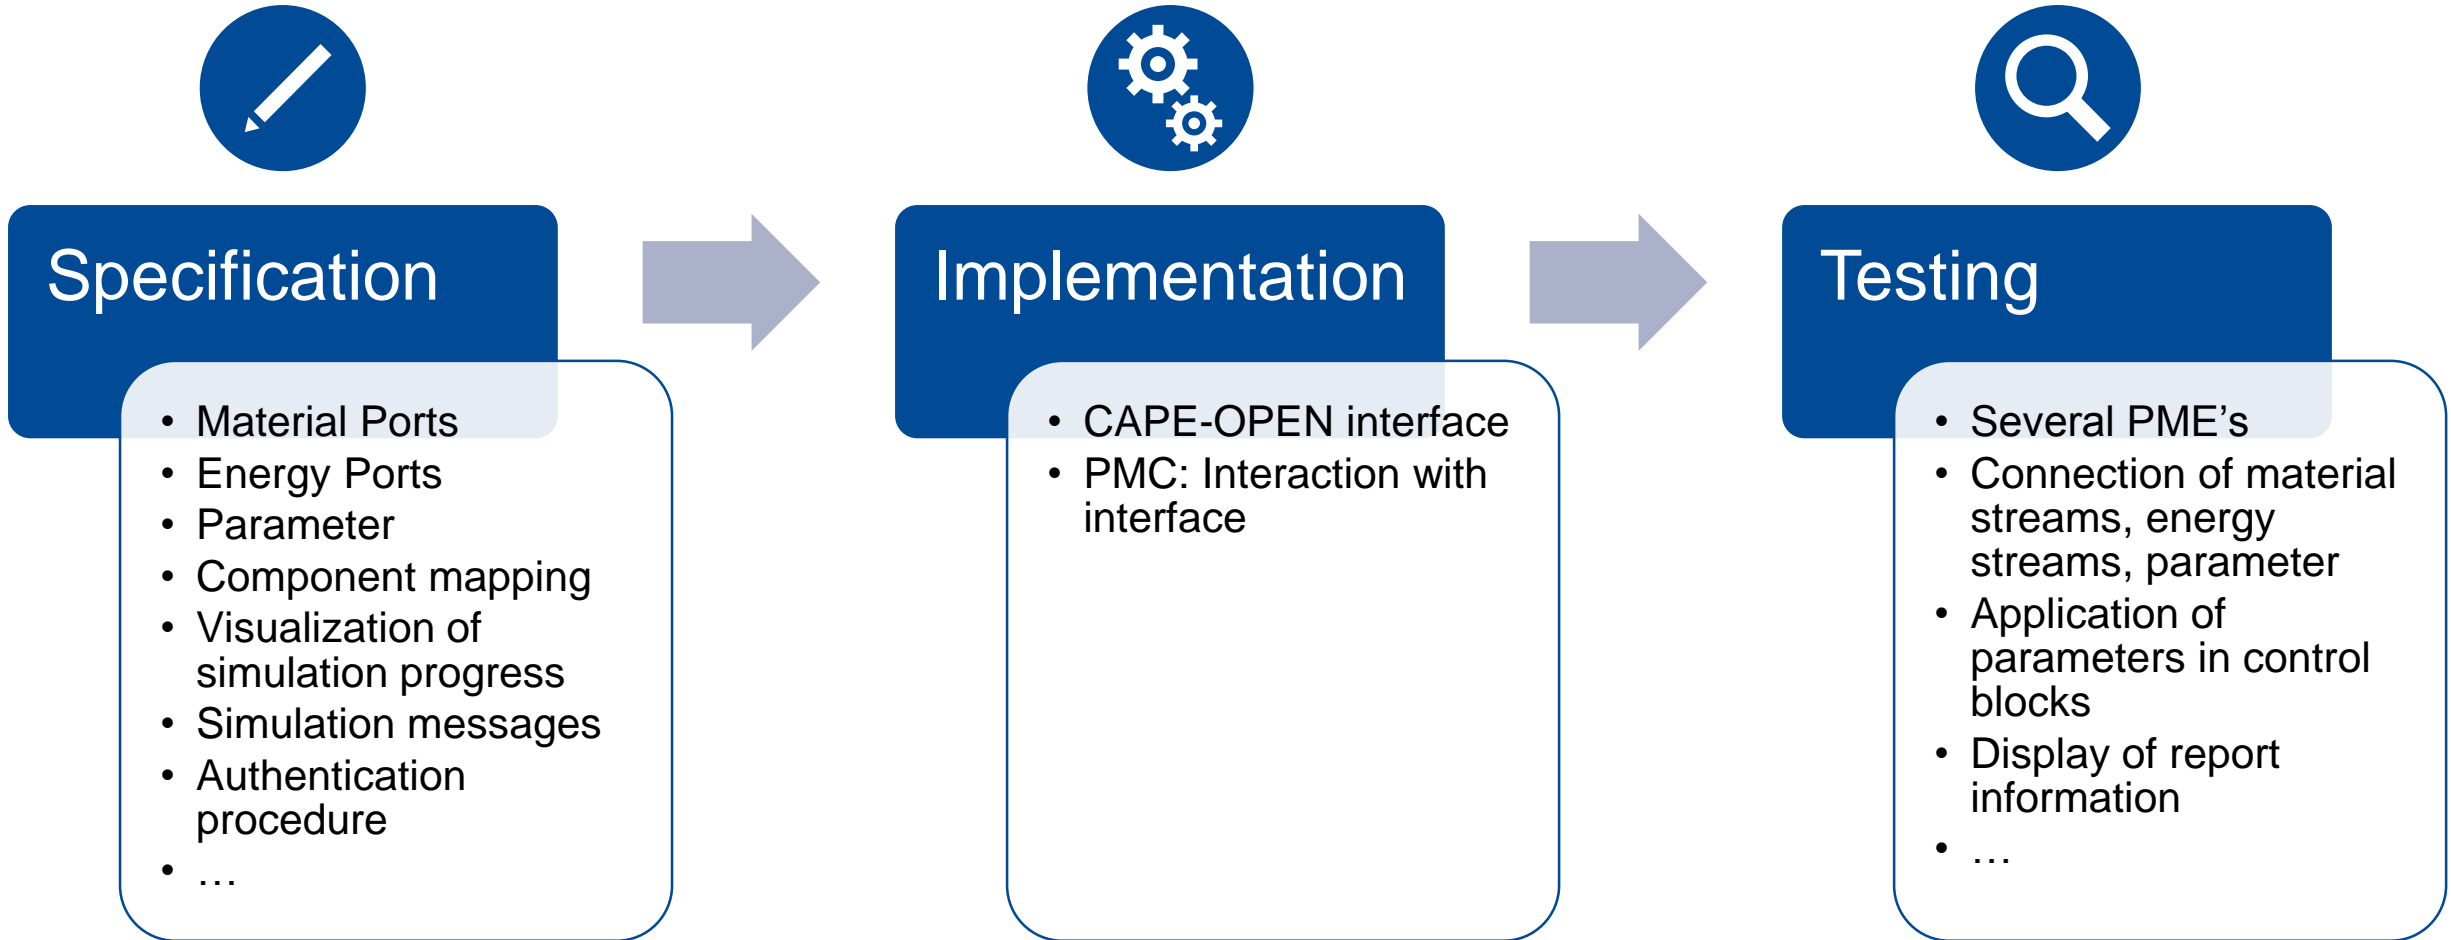 Specification
• Material Ports
• Energy Ports
• Parameter
• Component mapping
• Visualization of
simulation progress
• Simulation messages
• Authentication
procedure
• …
Implementation
• CAPE-OPEN interface
• PMC: Interaction with
interface
Testing
• Several PME’s
• Connection of material
streams, energy
streams, parameter
• Application of
parameters in control
blocks
• Display of report
information
• …